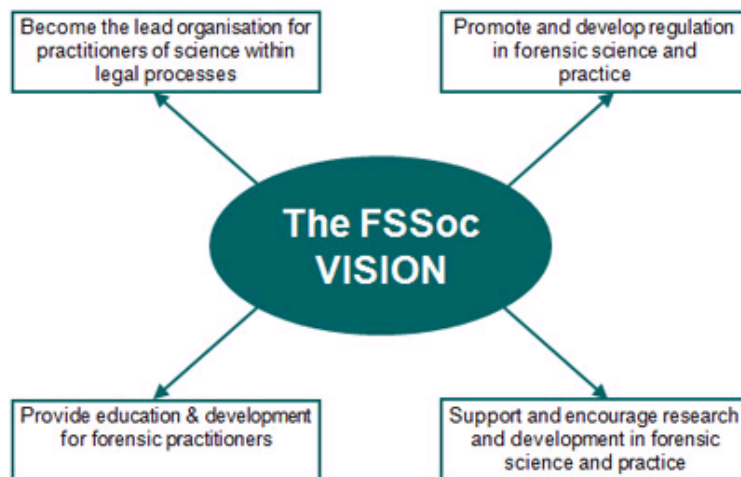 Become the lead organisation for
practitioners of science within
legal processes
Promote and develop regulation
in forensic science and
practice
The FSSoc
VISION
Provide education & development
for forensic practitioners
Support and encourage research
and development in forensic
science and practice